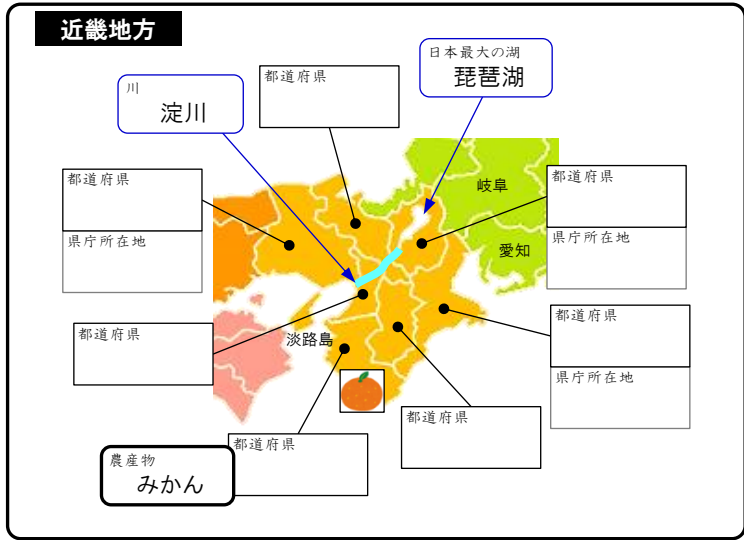 近畿地方
日本最大の湖
琵琶湖
川
淀川
都道府県
都道府県
県庁所在地
岐阜
都道府県
県庁所在地
愛知
都道府県
淡路島
都道府県
県庁所在地
都道府県
都道府県
農産物
みかん